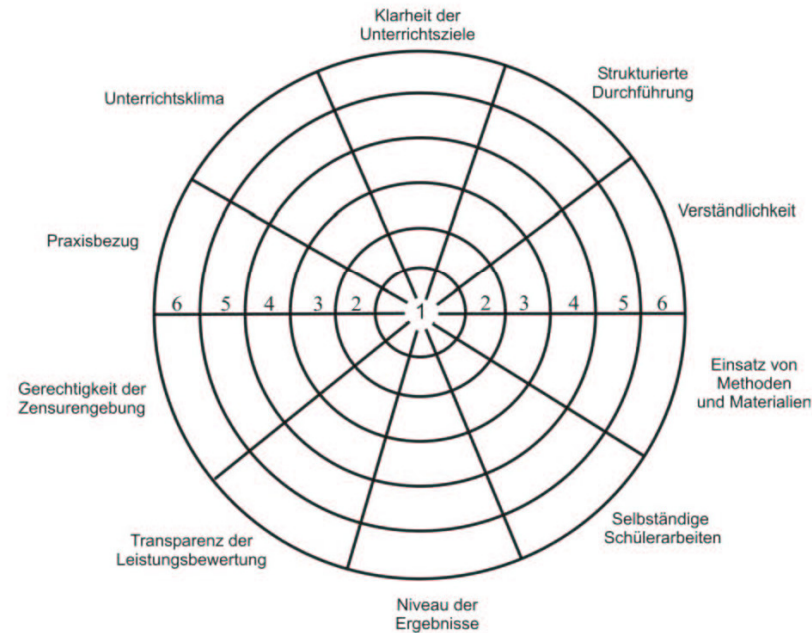 Klarheit der
Unterrichtsziele
Strukturierte
Durchführung
Unterrichtsklima
Verständlichkeit
Praxisbezug
6 5 4 3 2 1 2 3 4 5 6
Einsatz von
Methoden
und Materialien
Gerechtigkeit der
Zensurengebung
Selbständige
Schülerarbeiten
Transparenz der
Leistungsbewertung
Niveau der
Ergebnisse